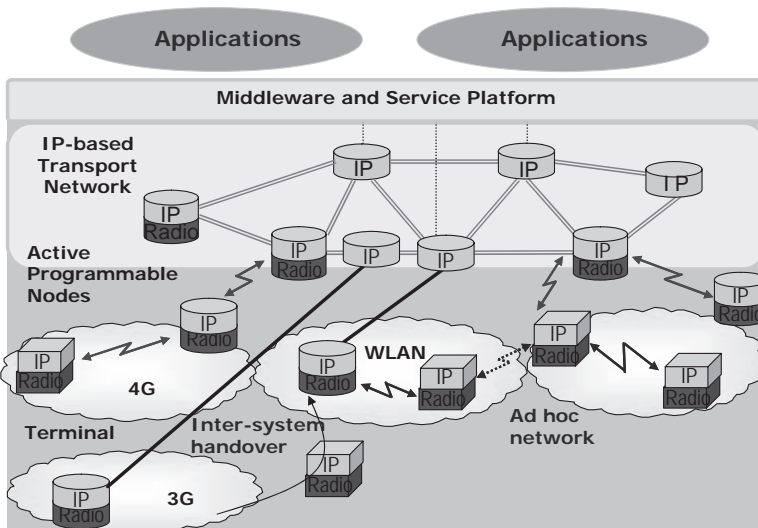 Applications
Applications
Middleware and Service Platform
IP-based
Transport
Network
IP
IP
IP
IP
Radio
Active
Programmable
Nodes
IP
Radio
IP
IP
IP
Radio
IP
Radio
IP
Radio
IP
Radio
4G
WLAN
IP
Radio
IP
Radio
IP
Radio
IP
Radio
Terminal
Inter-system
handover
Ad hoc
network
IP
Radio
IP
Radio
3G